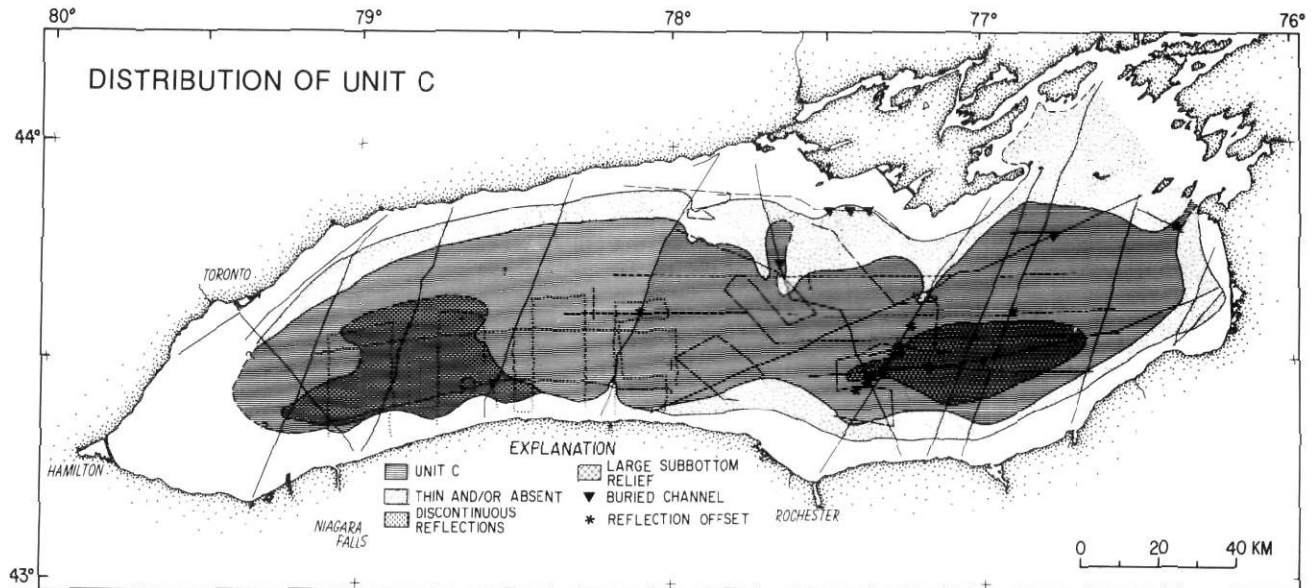 80°
79°
78°
77°
76°
DISTRIBUTION OF UNIT C
44°
TORONTO
HAMILTON
NIAGARA
FALLS
EXPLANATION
UNIT C
THIN AND/OR ABSENT
DISCONTINUOUS
REFLECTIONS
LARGE SUBBOTTOM
RELIEF
BURIED CHANNEL
REFLECTION OFFSET
ROCHESTER
0 20 40 KM
43°